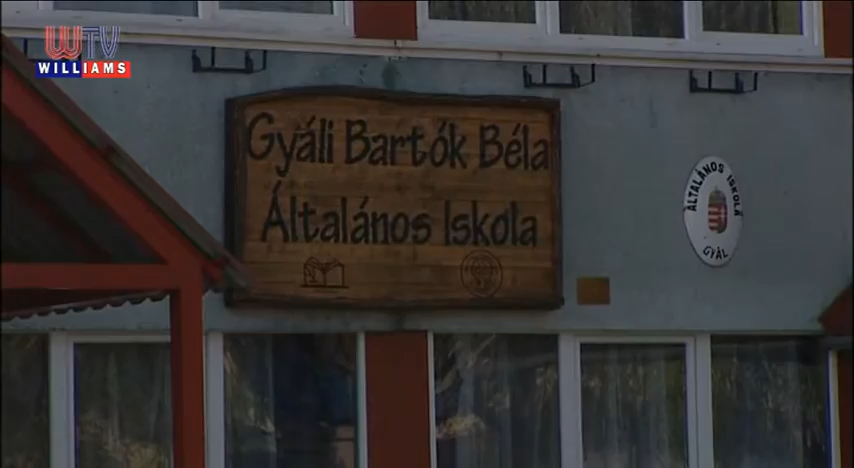 WTV
WILLIAMS
Gyáli Bartók Béla
Általános Iskola
ÁLTALÁNOS ISKOLA
GYÁL